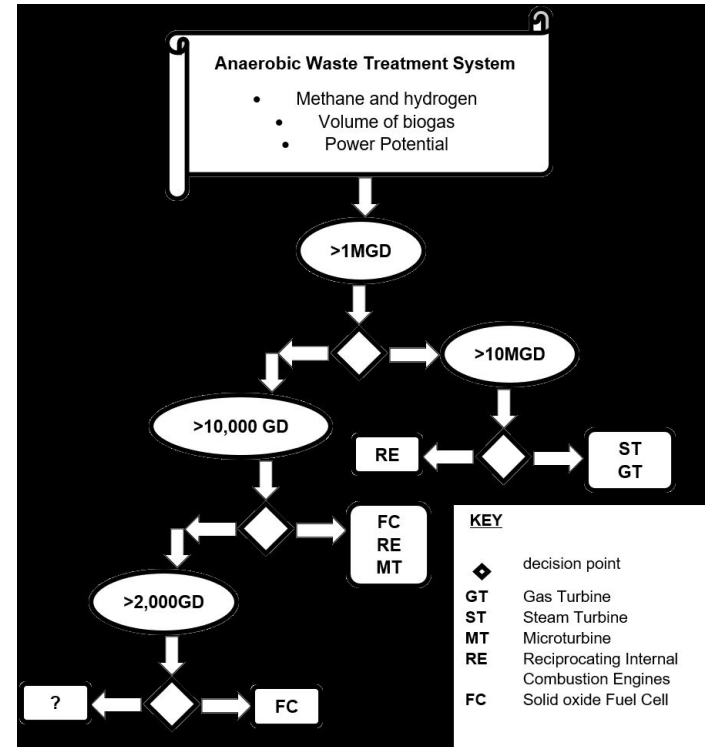 Anaerobic Waste Treatment System
• Methane and hydrogen
• Volume of biogas
• Power Potential
>1MGD
>10MGD
>10,000 GD
RE
ST
GT
FC
RE
MT
>2,000GD
?
FC
KEY
decision point
GT Gas Turbine
ST Steam Turbine
MT Microturbine
RE Reciprocating Internal
Combustion Engines
FC Solid oxide Fuel Cell